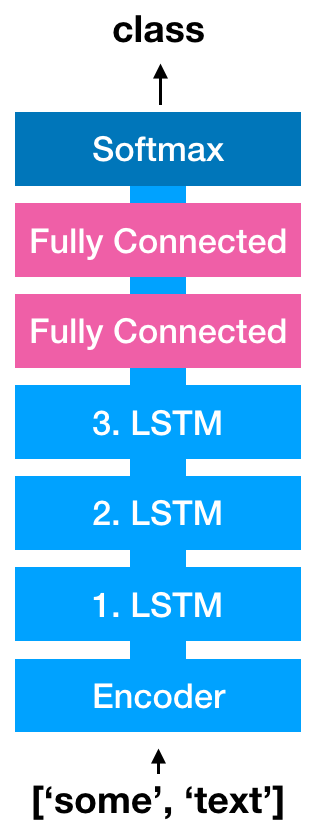 class
Softmax
Fully Connected
Fully Connected
3. LSTM
2. LSTM
1. LSTM
Encoder
[‘some’, ‘text’]